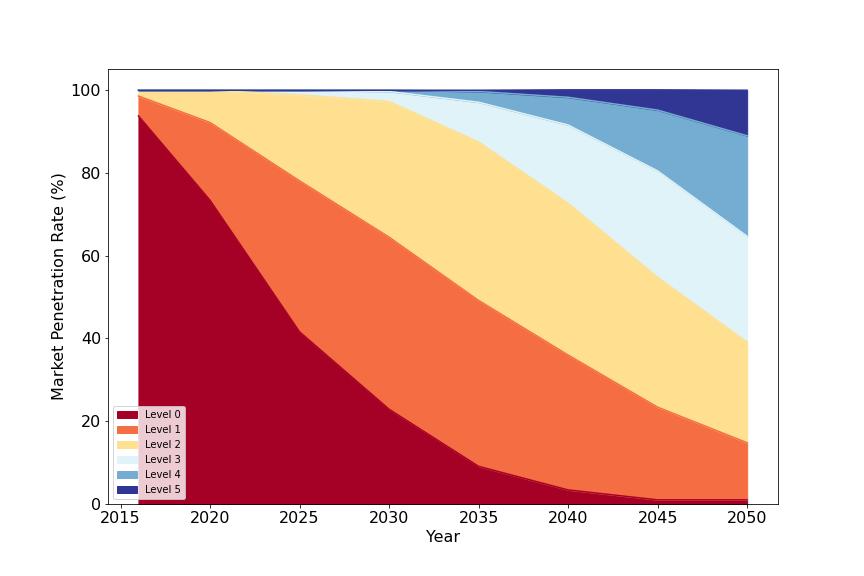 100
80
60
40
20
0
Market Penetration Rate (%)
Level 0
Level 1
Level 2
Level 3
Level 4
Level 5
2015 2020 2025 2030 2035 2040 2045 2050
Year